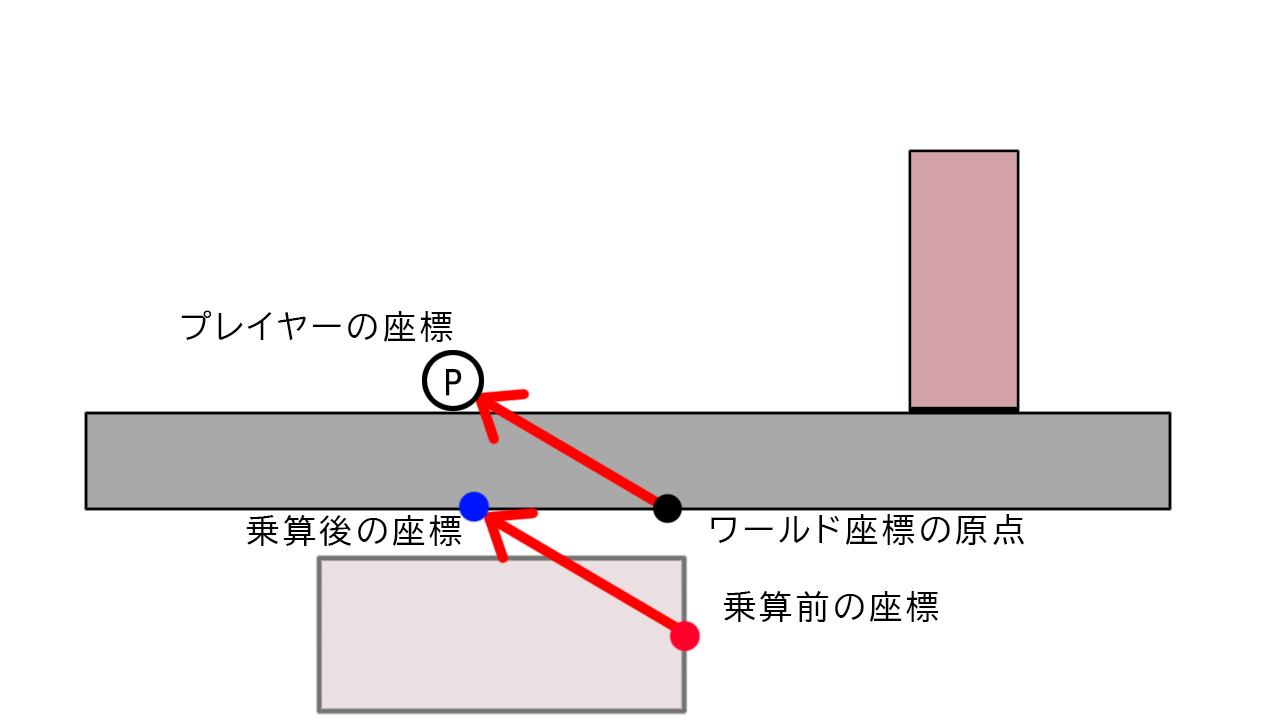 プレイヤーの座標
P
乗算後の座標
ワールド座標の原点
乗算前の座標